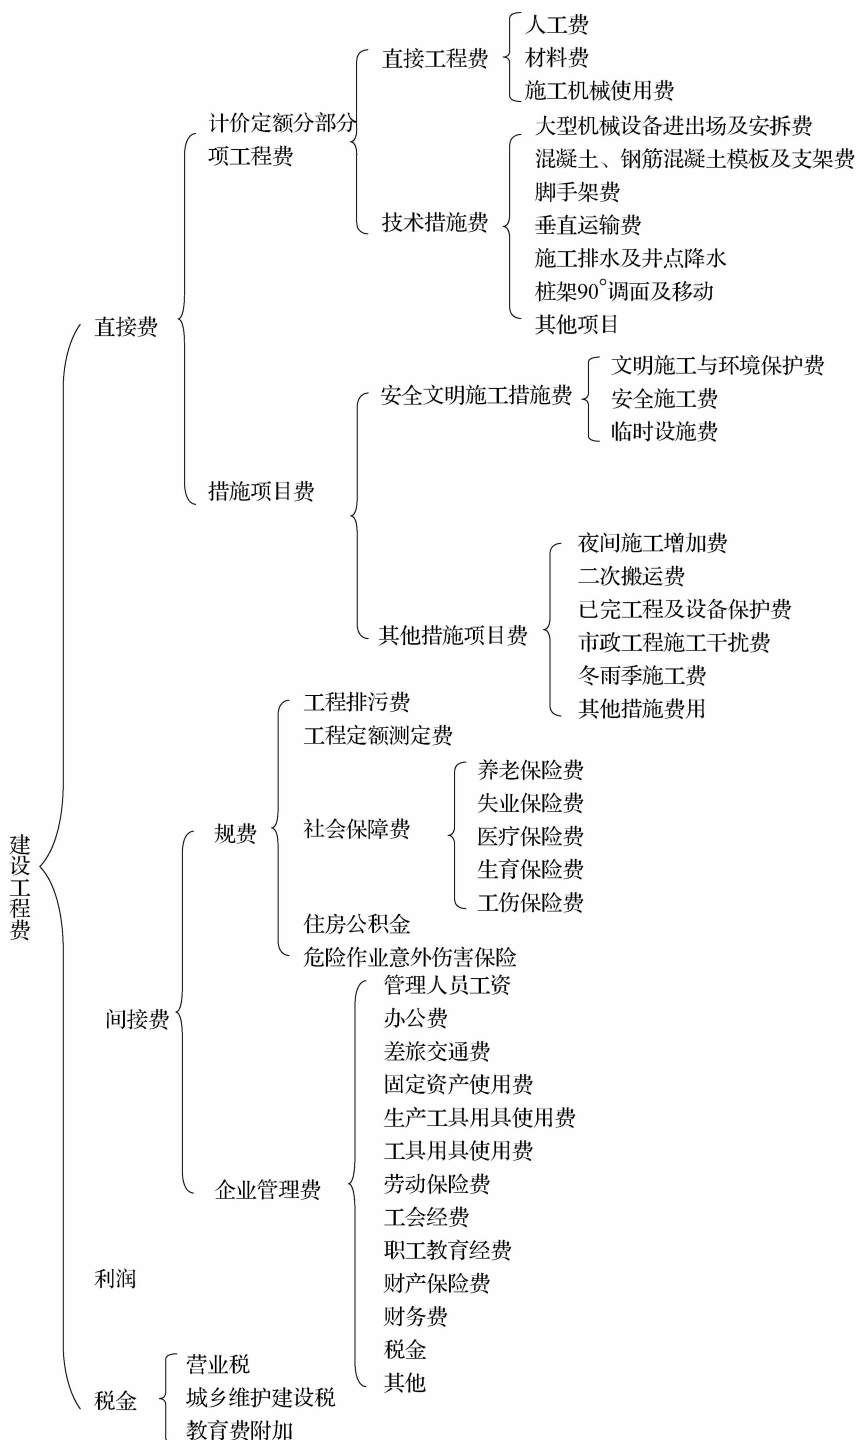 建设工程费
直接费
计价定额分部分
项工程费
直接工程费
人工费
材料费
施工机械使用费
技术措施费
大型机械设备进出场及安拆费
混凝土、钢筋混凝土模板及支架费
脚手架费
垂直运输费
施工排水及井点降水
桩架90°调面及移动
其他项目
措施项目费
安全文明施工措施费
文明施工与环境保护费
安全施工费
临时设施费
其他措施项目费
夜间施工增加费
二次搬运费
已完工程及设备保护费
市政工程施工干扰费
冬雨季施工费
其他措施费用
间接费
规费
工程排污费
工程定额测定费
社会保障费
养老保险费
失业保险费
医疗保险费
生育保险费
工伤保险费
住房公积金
危险作业意外伤害保险
企业管理费
管理人员工资
办公费
差旅交通费
固定资产使用费
生产工具用具使用费
工具用具使用费
劳动保险费
工会经费
职工教育经费
财产保险费
财务费
税金
其他
利润
税金
营业税
城乡维护建设税
教育费附加